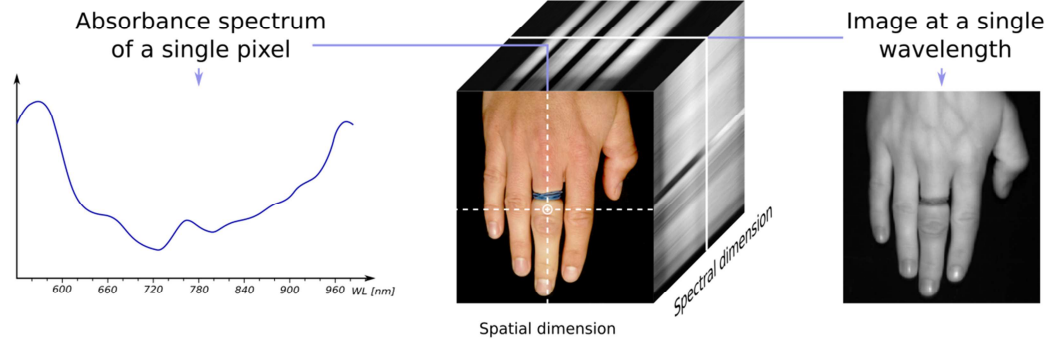 Absorbance spectrum
of a single pixel
Image at a single
wavelength
600 720 780 840 900 960 WL [nm]
Spectral dimension
Spatial dimension